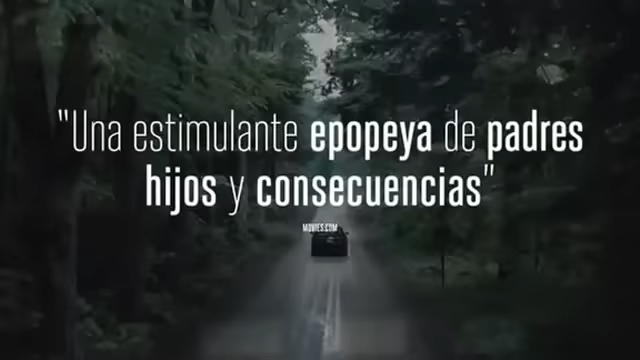 "Una estimulante epopeya de padres
hijos y consecuencias"
MOVIES.COM